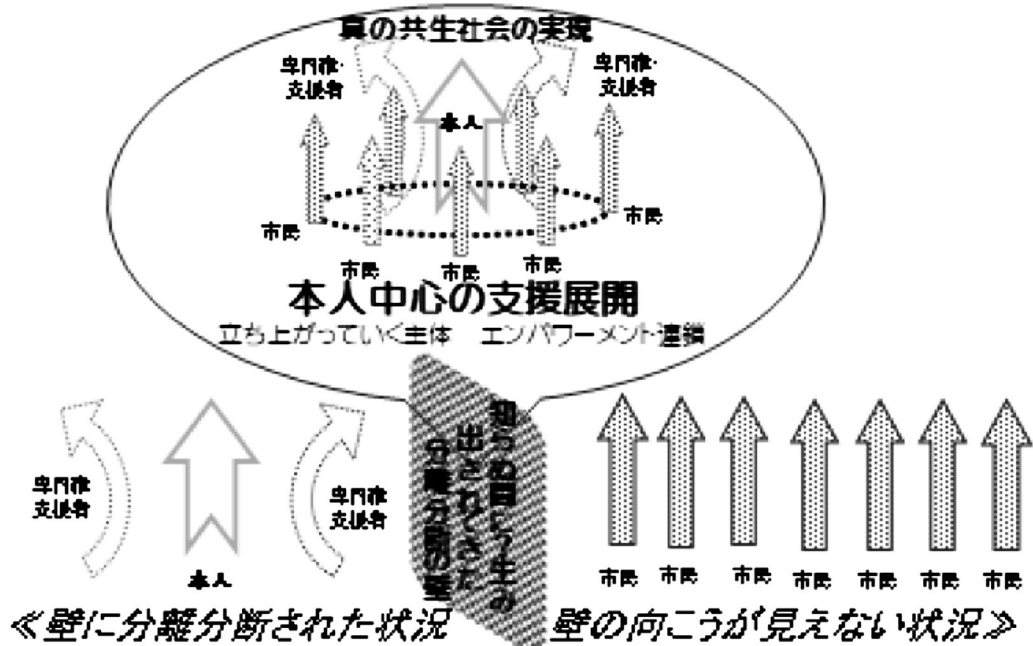 真の共生社会の実現
専門職・
支援者
専門職・
支援者
本人
市民
市民
市民
市民
市民
本人中心の支援展開
立ち上がっていく主体 エンパワーメント連鎖
知らぬ間に
生み
出されてきた
分離分断の壁
専門職
支援者
本人
専門職
支援者
市民
市民
市民
市民
市民
市民
市民
≪壁に分離分断された状況
壁の向こうが見えない状況≫